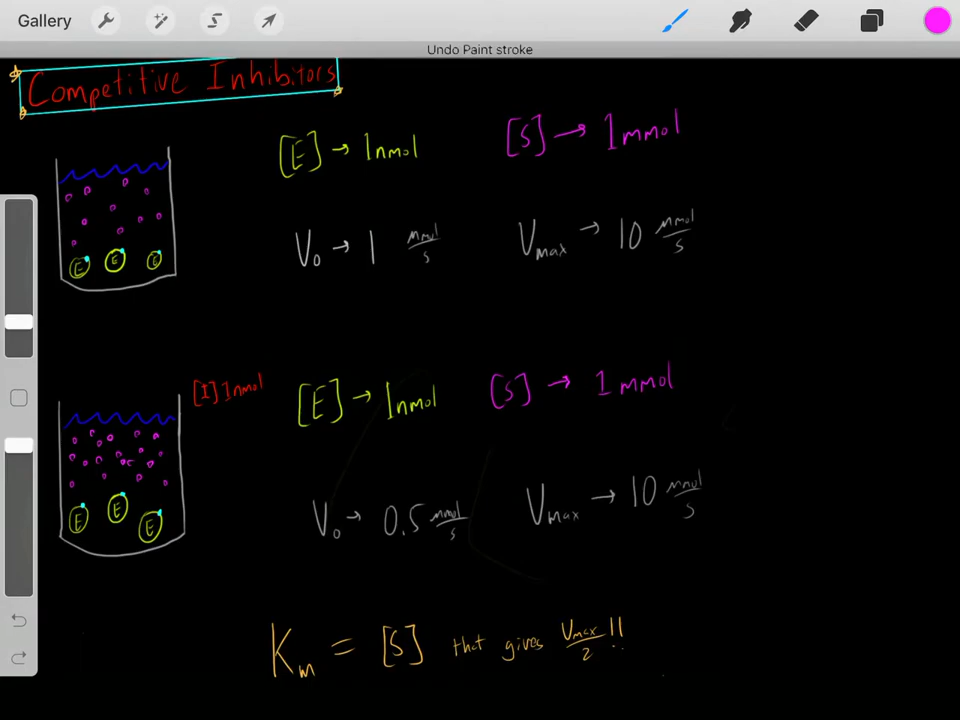 Gallery
Undo Paint stroke
Competitive Inhibitors
[E] → 1nmol [S] → 1mmol
V₀ → 1 mmol/s Vmax → 10 mmol/s
E E E
[I] 1nmol
[E] → 1nmol [S] → 1mmol
V₀ → 0.5 mmol/s Vmax → 10 mmol/s
E E E
Km = [S] that gives Vmax/2 !!